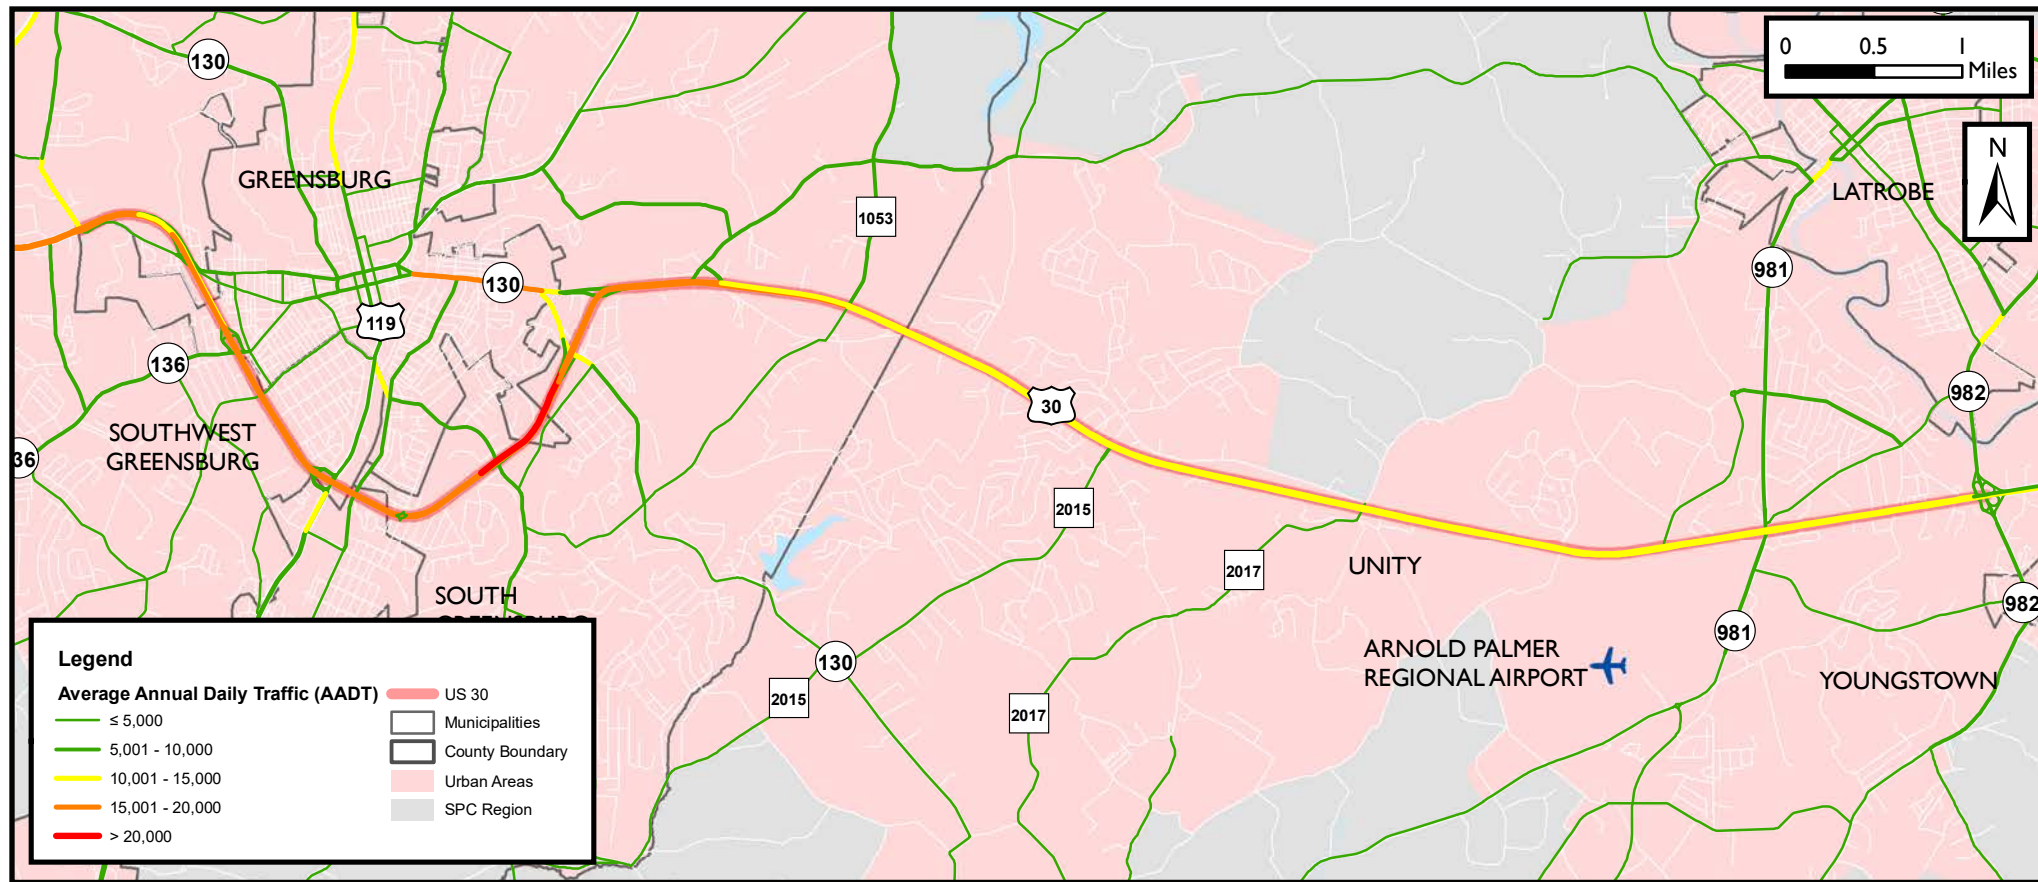 130
0 0.5 1
Miles
N
GREENSBURG
LATROBE
1053
981
130
119
136
30
982
SOUTHWEST
GREENSBURG
36
2015
2017
UNITY
SOUTH
982
981
130
ARNOLD PALMER
REGIONAL AIRPORT
YOUNGSTOWN
2015
2017
Legend
Average Annual Daily Traffic (AADT)
≤ 5,000
5,001 - 10,000
10,001 - 15,000
15,001 - 20,000
> 20,000
US 30
Municipalities
County Boundary
Urban Areas
SPC Region